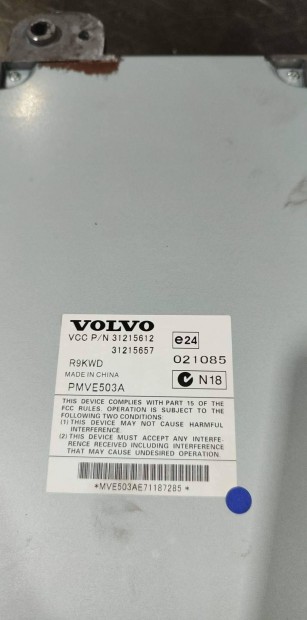 VOLVO
VCC P/N 31215612
31215657
e24
R9KWD
021085
MADE IN CHINA
PMVE503A
N18
THIS DEVICE COMPLIES WITH PART 15 OF THE
FCC RULES. OPERATION IS SUBJECT TO THE
FOLLOWING TWO CONDITIONS:
(1) THIS DEVICE MAY NOT CAUSE HARMFUL
INTERFERENCE.
(2) THIS DEVICE MUST ACCEPT ANY INTERFE-
RENCE RECEIVED INCLUDING INTERFERENCE
THAT MAY CAUSE UNDESIRED OPERATION.
*MVE503AE71187285*